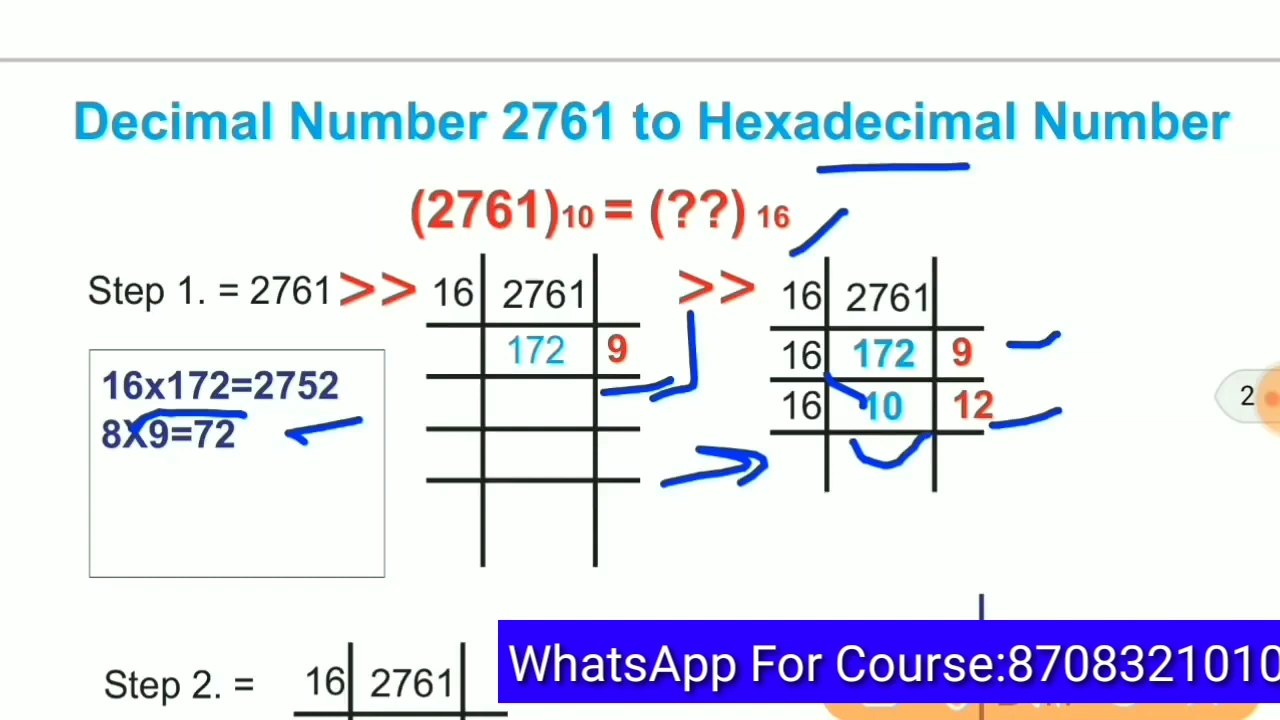 Decimal Number 2761 to Hexadecimal Number
(2761)10 = (??) 16
Step 1. = 2761 >> 16 2761 >> 16 2761
172 9 16 172 9
16 10 12
16x172=2752
8X9=72
2
Step 2. = 16 2761
WhatsApp For Course:8708321010